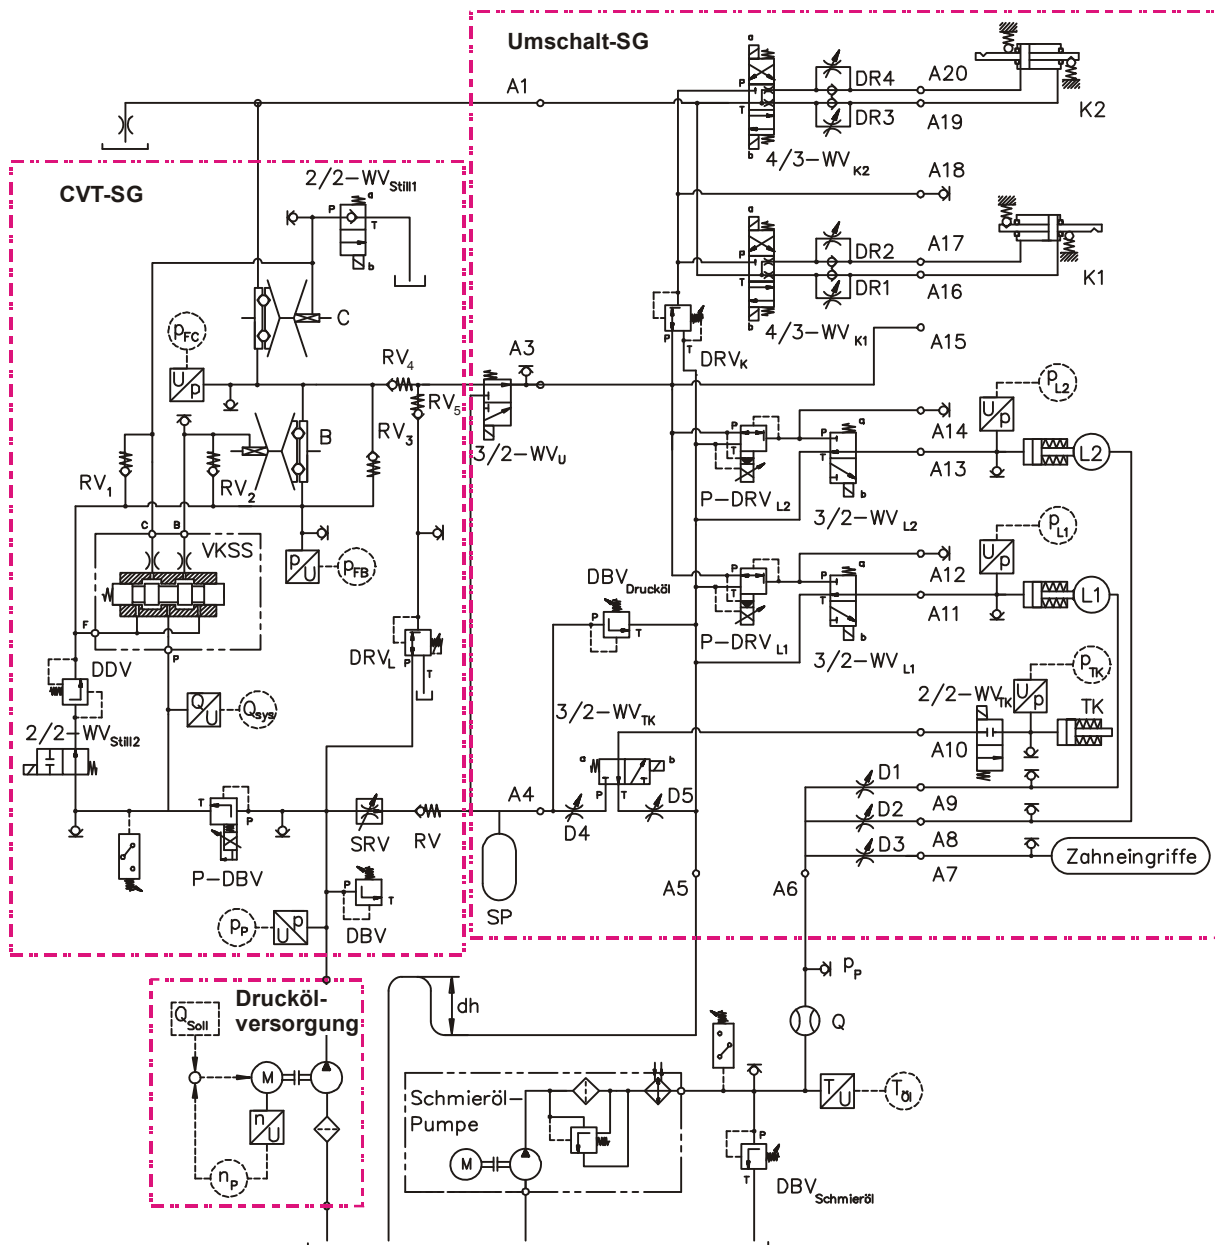 Umschalt-SG
a
P
T
b
4/3-WV K2
DR4
DR3
A20
A19
K2
A1
A18
CVT-SG
2/2-WV Still1
a
P
T
b
a
P
T
b
4/3-WV K1
DR2
DR1
A17
A16
K1
A15
C
p FC
U
p
RV4
RV5
RV3
A3
3/2-WV U
P
T
DRV K
B
RV1
RV2
p L2
U
p
A14
A13
L2
a
P
T
b
P-DRV L2
3/2-WV L2
C
B
VKSS
p
U
p FB
F
P
p L1
U
p
A12
A11
L1
a
P
T
b
P-DRV L1
3/2-WV L1
DBV Drucköl
P
T
DRV L
P
T
DDV
Q
U
Q sys
2/2-WV Still2
3/2-WV TK
a
b
P
T
2/2-WV TK
p TK
U
p
TK
A10
T
P
P-DBV
SRV
RV
A4
D4
D5
D1
A9
D2
A8
D3
A7
Zahneingriffe
SP
A5
A6
P
T
DBV
p P
U
p
p P
Drucköl-
versorgung
dh
Q Soll
M
n
U
n P
Q
Schmieröl-
Pumpe
M
T
U
T Öl
P
T
DBV Schmieröl